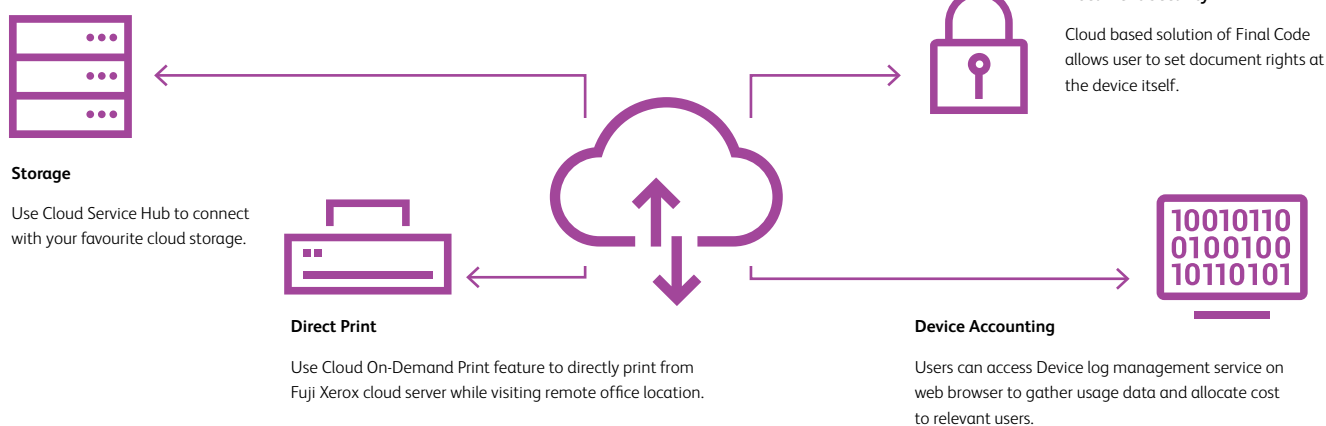 Cloud based solution of Final Code
allows user to set document rights at
the device itself.
Storage
Use Cloud Service Hub to connect
with your favourite cloud storage.
10010110
0100100
10110101
Direct Print
Use Cloud On-Demand Print feature to directly print from
Fuji Xerox cloud server while visiting remote office location.
Device Accounting
Users can access Device log management service on
web browser to gather usage data and allocate cost
to relevant users.